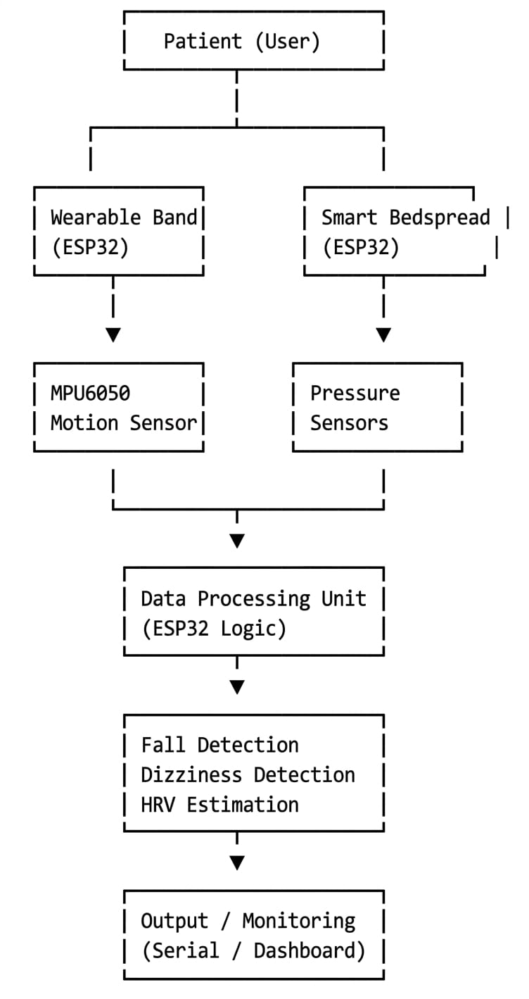 Patient (User)
Wearable Band
(ESP32)
Smart Bedspread
(ESP32)
MPU6050
Motion Sensor
Pressure
Sensors
Data Processing Unit
(ESP32 Logic)
Fall Detection
Dizziness Detection
HRV Estimation
Output / Monitoring
(Serial / Dashboard)